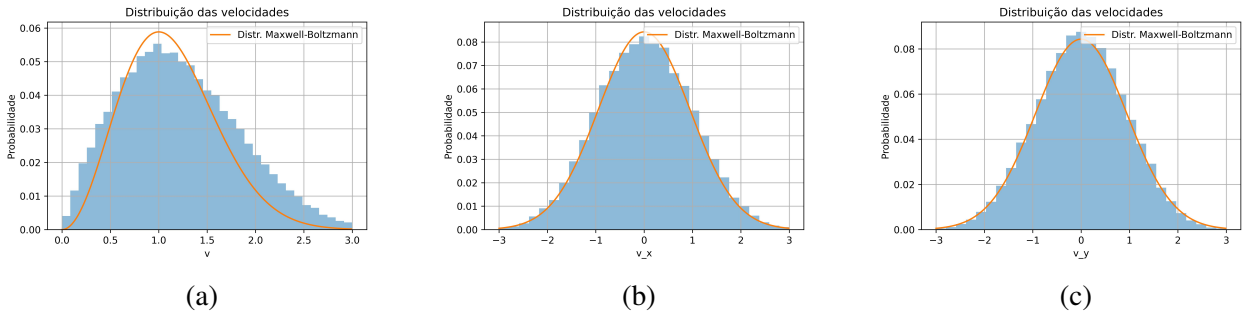 Distribuição das velocidades
Distr. Maxwell-Boltzmann
Probabilidade
0.06
0.05
0.04
0.03
0.02
0.01
0.00
0.0 0.5 1.0 1.5 2.0 2.5 3.0
v
(a)
Distribuição das velocidades
Distr. Maxwell-Boltzmann
Probabilidade
0.08
0.07
0.06
0.05
0.04
0.03
0.02
0.01
0.00
−3 −2 −1 0 1 2 3
v_x
(b)
Distribuição das velocidades
Distr. Maxwell-Boltzmann
Probabilidade
0.08
0.06
0.04
0.02
0.00
−3 −2 −1 0 1 2 3
v_y
(c)